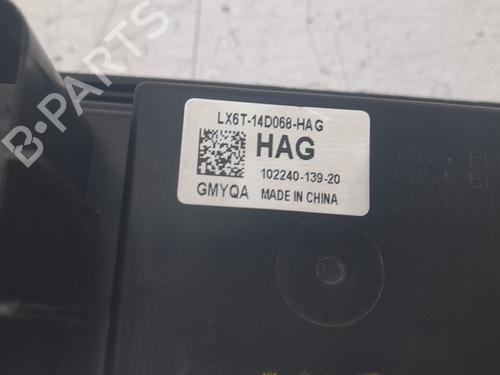 LX6T-14D068-HAG
HAG
102240-139-20
GMYQA MADE IN CHINA
B-PARTS